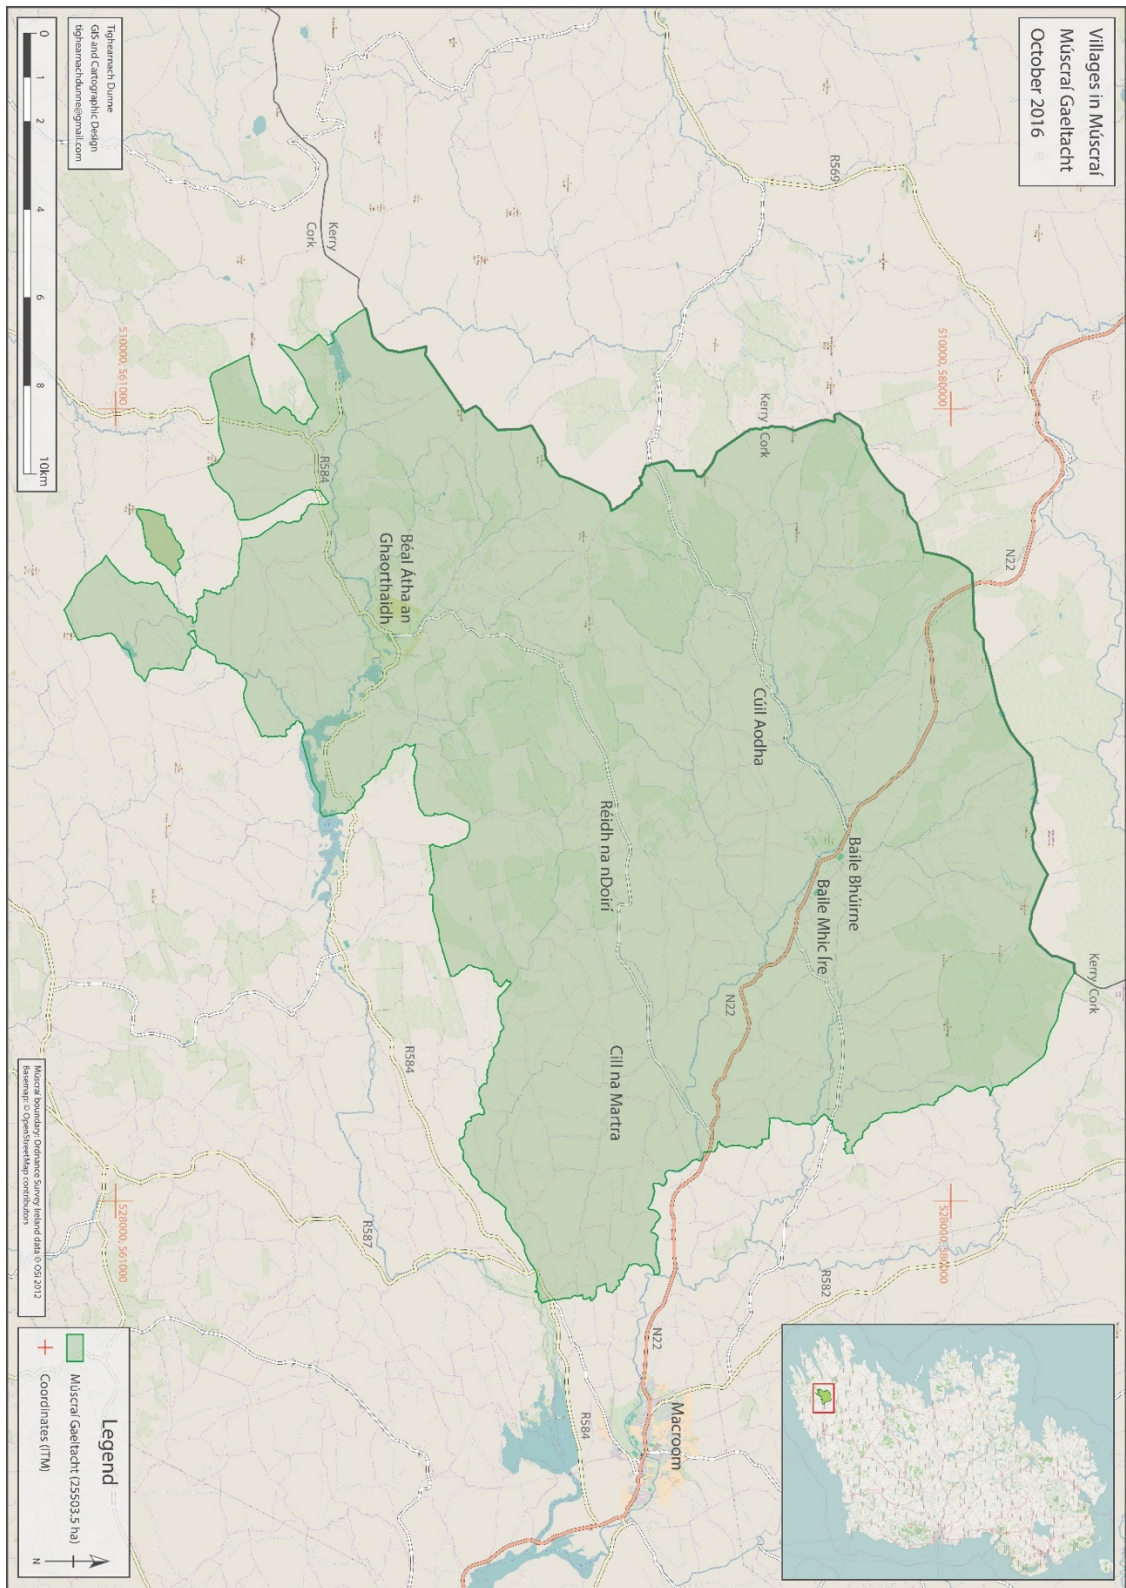 Villages in Múscraí
Múscraí Gaeltacht
October 2016
R569
N22
Kerry
Cork
510000, 580000
528000, 580000
Kerry
Cork
R582
Kerry
Cork
Cúil Aodha
Baile Bhúirne
Baile Mhic Íre
N22
N22
Macroom
Réidh na nDoirí
Cill na Martra
Béal Átha an
Ghaorthaidh
R584
R584
R584
R587
510000, 561000
528000, 561000
Tighearnach Dunne
GIS and Cartographic Design
tighearnachdunne@gmail.com
0 1 2 4 6 8 10km
Múscraí boundary: Ordnance Survey Ireland data © OSi 2012
Basemap: © OpenStreetMap contributors
Legend
Múscraí Gaeltacht (25503.5 ha)
Coordinates (ITM)
N